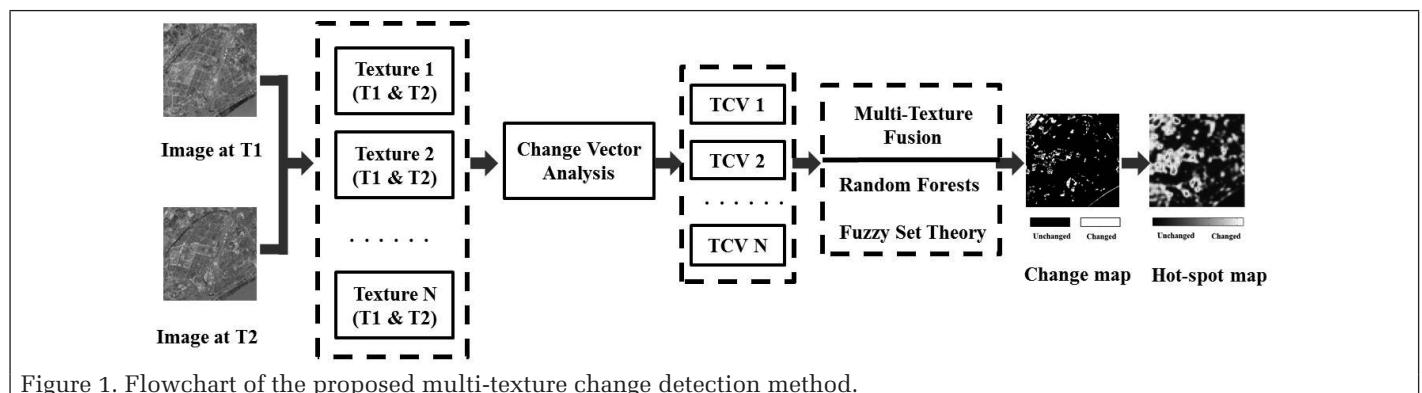 Image at T1
Image at T2
Texture 1
(T1 & T2)
Texture 2
(T1 & T2)
. . . . . .
Texture N
(T1 & T2)
Change Vector
Analysis
TCV 1
TCV 2
. . . . . .
TCV N
Multi-Texture
Fusion
Random Forests
Fuzzy Set Theory
Unchanged Changed
Change map
Unchanged Changed
Hot-spot map
Figure 1. Flowchart of the proposed multi-texture change detection method.